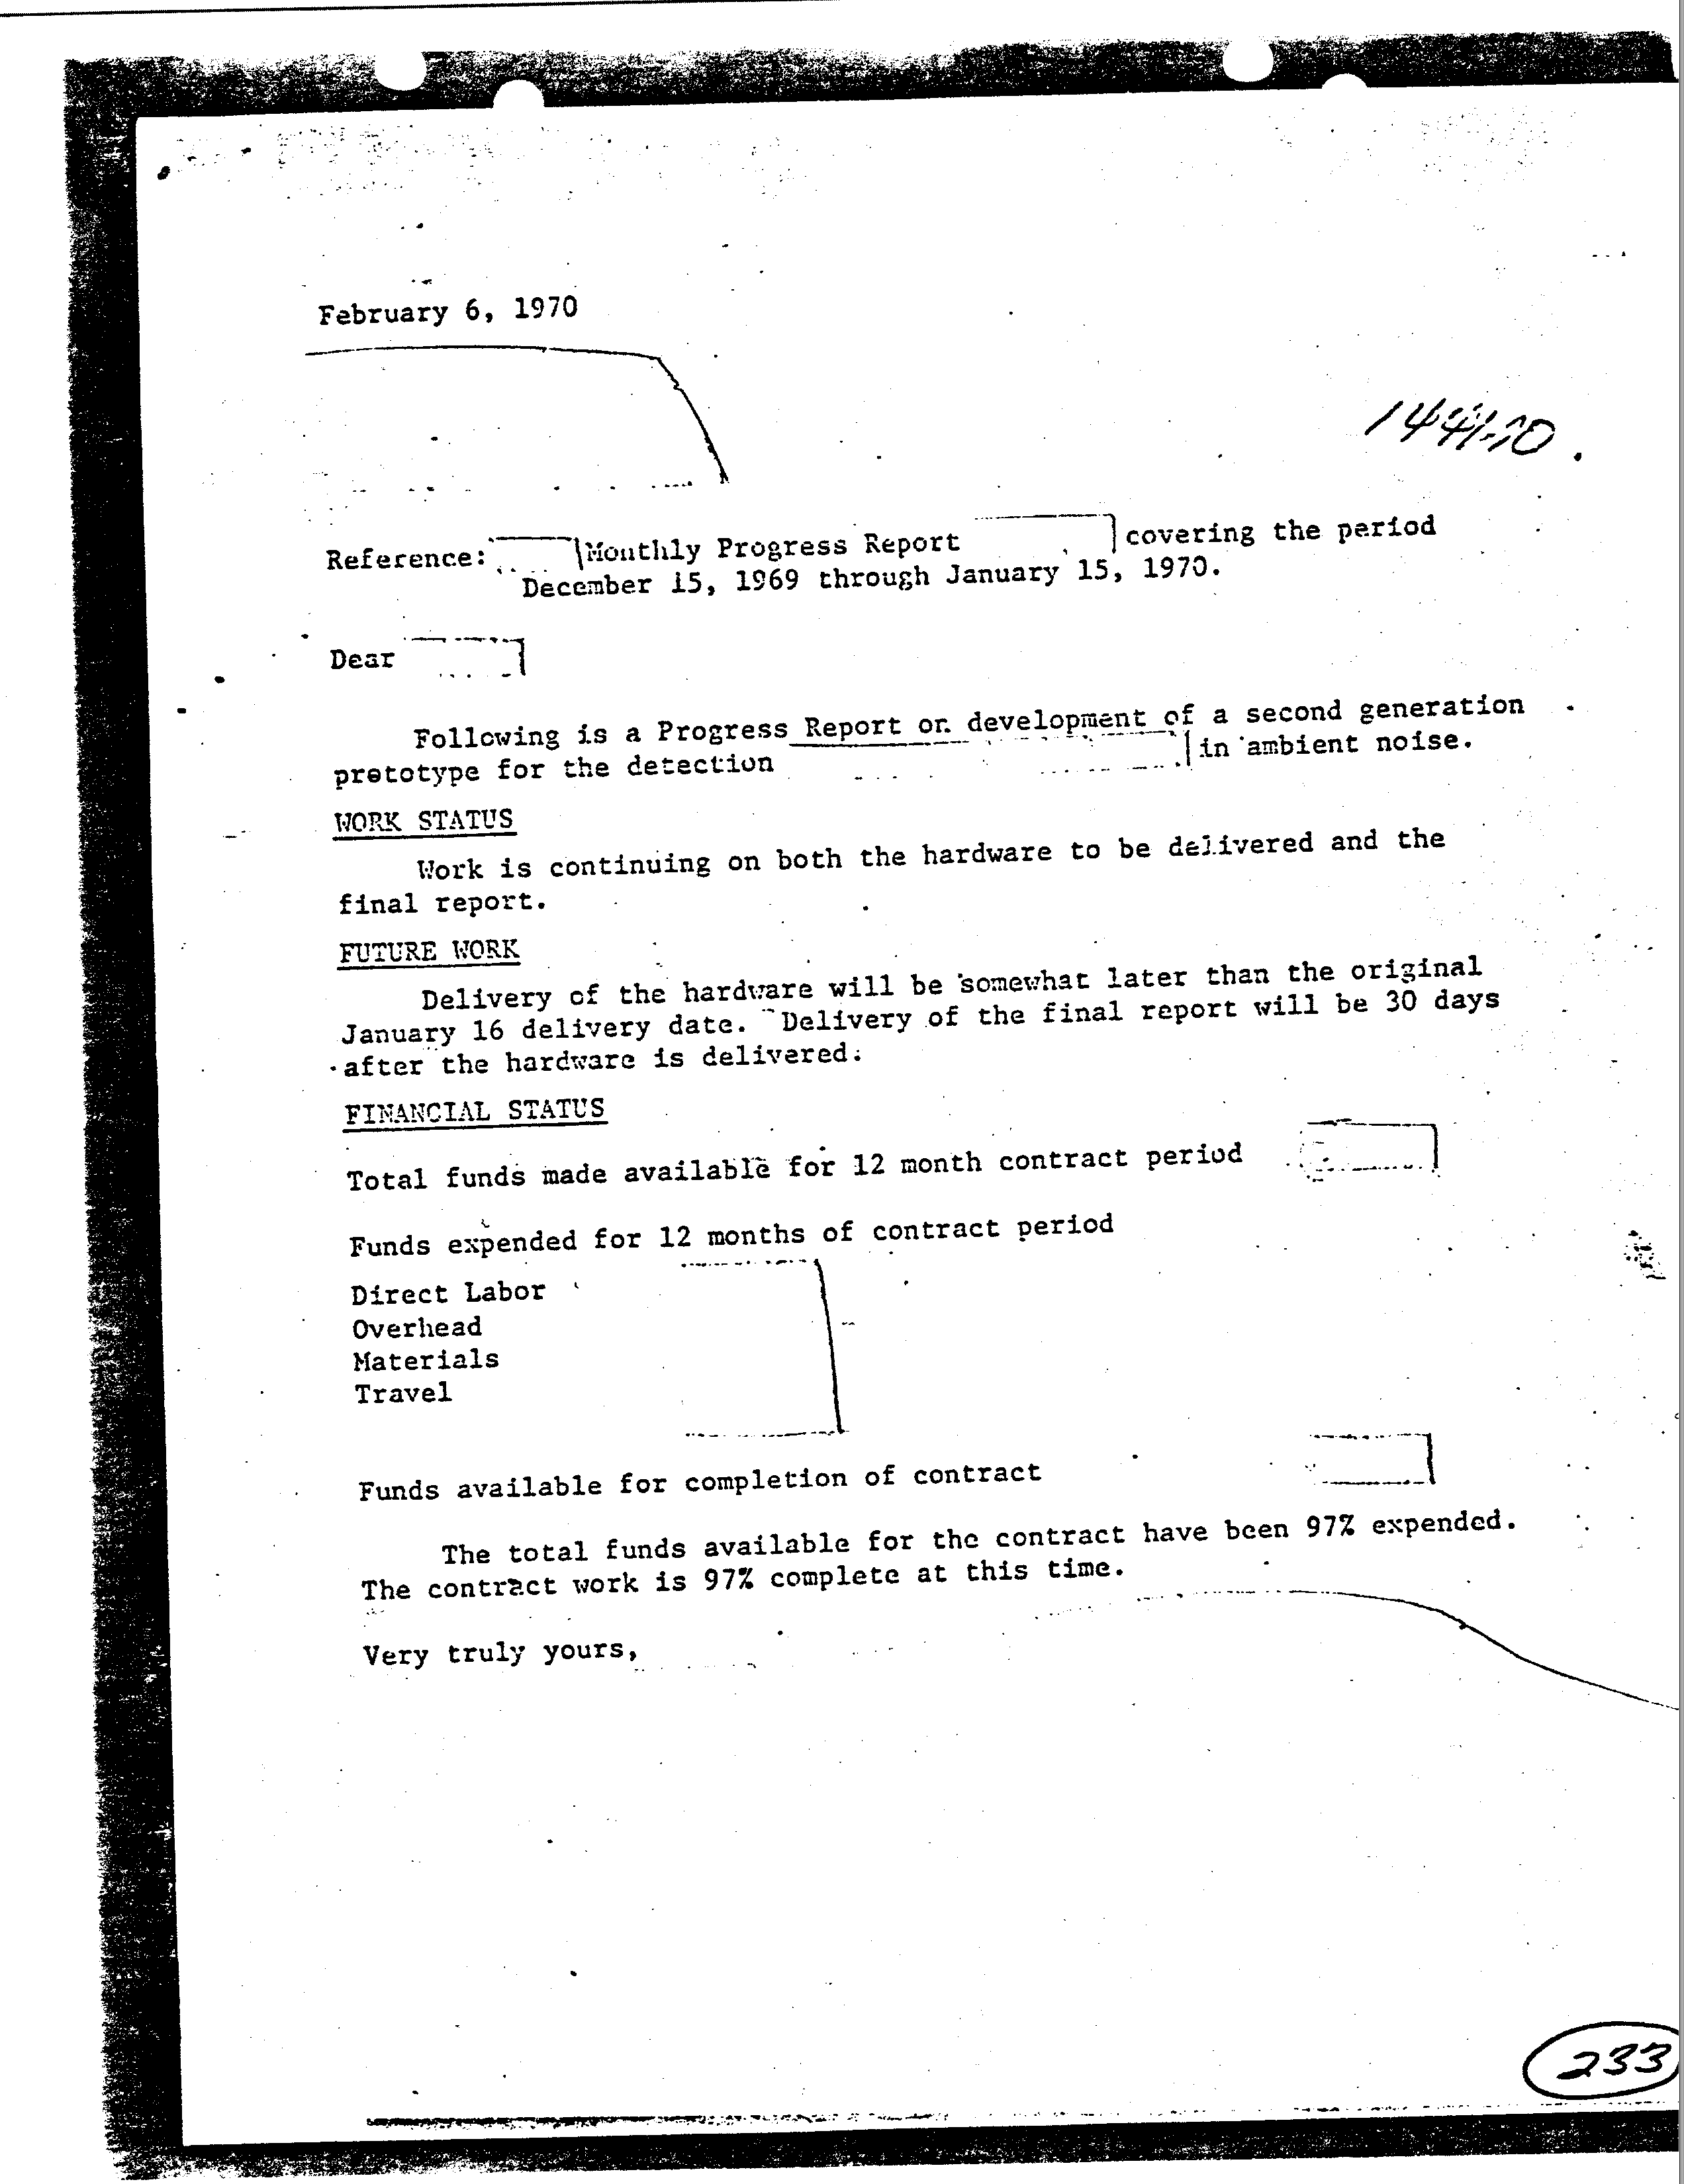 February 6, 1970
Reference: Monthly Progress Report covering the period
December 15, 1969 through January 15, 1970.
Dear
Following is a Progress Report on development of a second generation
prototype for the detection in ambient noise.
WORK STATUS
Work is continuing on both the hardware to be delivered and the
final report.
FUTURE WORK
Delivery of the hardware will be somewhat later than the original
January 16 delivery date. Delivery of the final report will be 30 days
after the hardware is delivered.
FINANCIAL STATUS
Total funds made available for 12 month contract period
Funds expended for 12 months of contract period
Direct Labor
Overhead
Materials
Travel
Funds available for completion of contract
The total funds available for the contract have been 97% expended.
The contract work is 97% complete at this time.
Very truly yours,
233